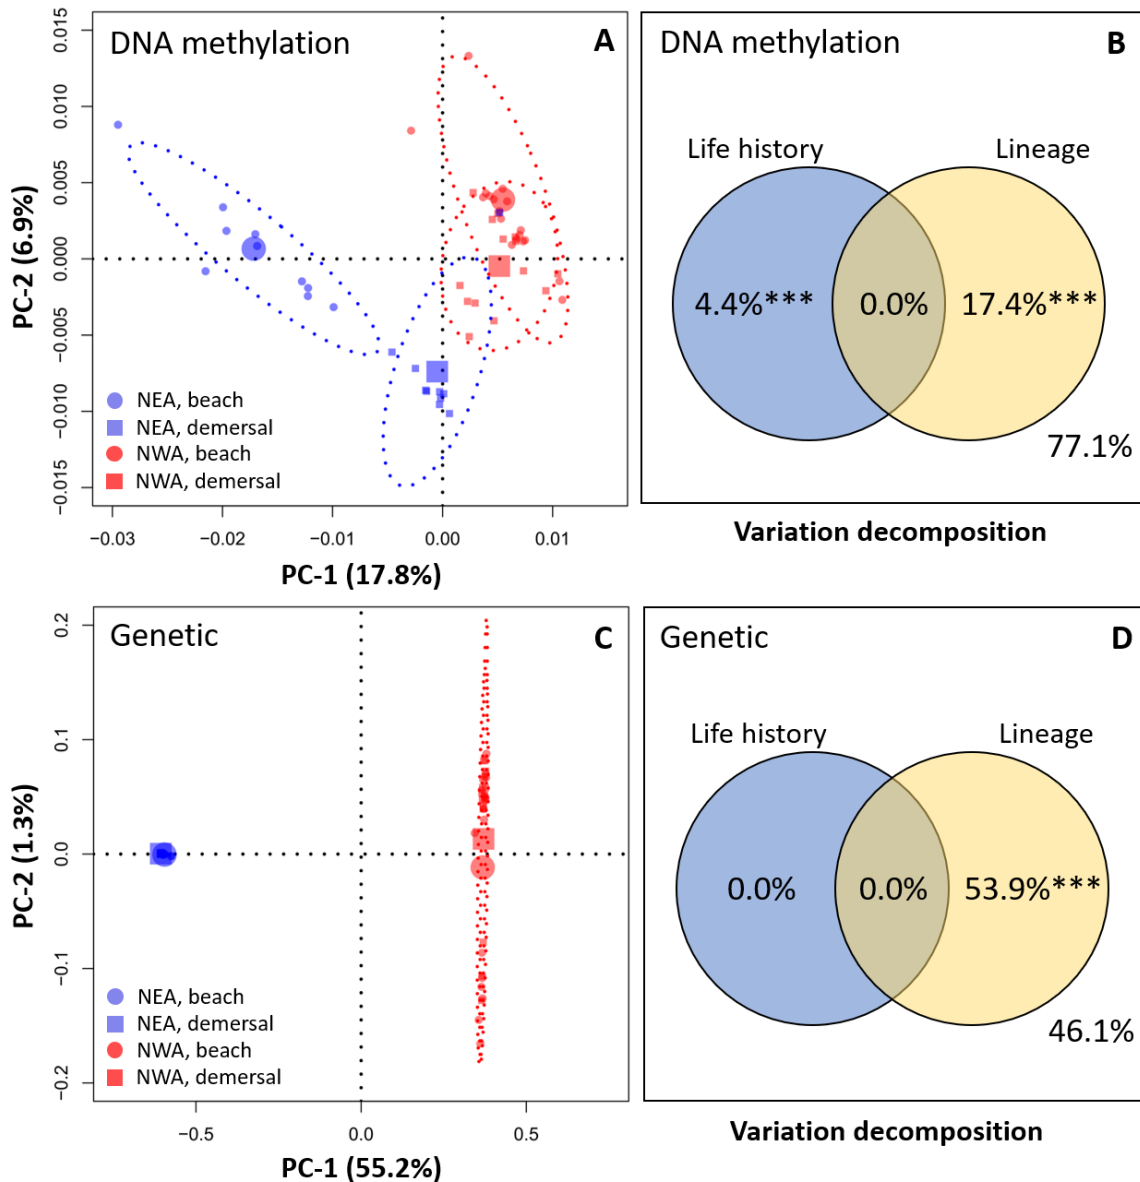 DNA methylation
A
0.015
0.010
0.005
0.000
−0.005
−0.010
−0.015
PC-2 (6.9%)
NEA, beach
NEA, demersal
NWA, beach
NWA, demersal
−0.03
−0.02
−0.01
0.00
0.01
PC-1 (17.8%)
DNA methylation
B
Life history
Lineage
4.4%***
0.0%
17.4%***
77.1%
Variation decomposition
Genetic
C
0.2
0.1
0.0
−0.1
−0.2
PC-2 (1.3%)
NEA, beach
NEA, demersal
NWA, beach
NWA, demersal
−0.5
0.0
0.5
PC-1 (55.2%)
Genetic
D
Life history
Lineage
0.0%
0.0%
53.9%***
46.1%
Variation decomposition